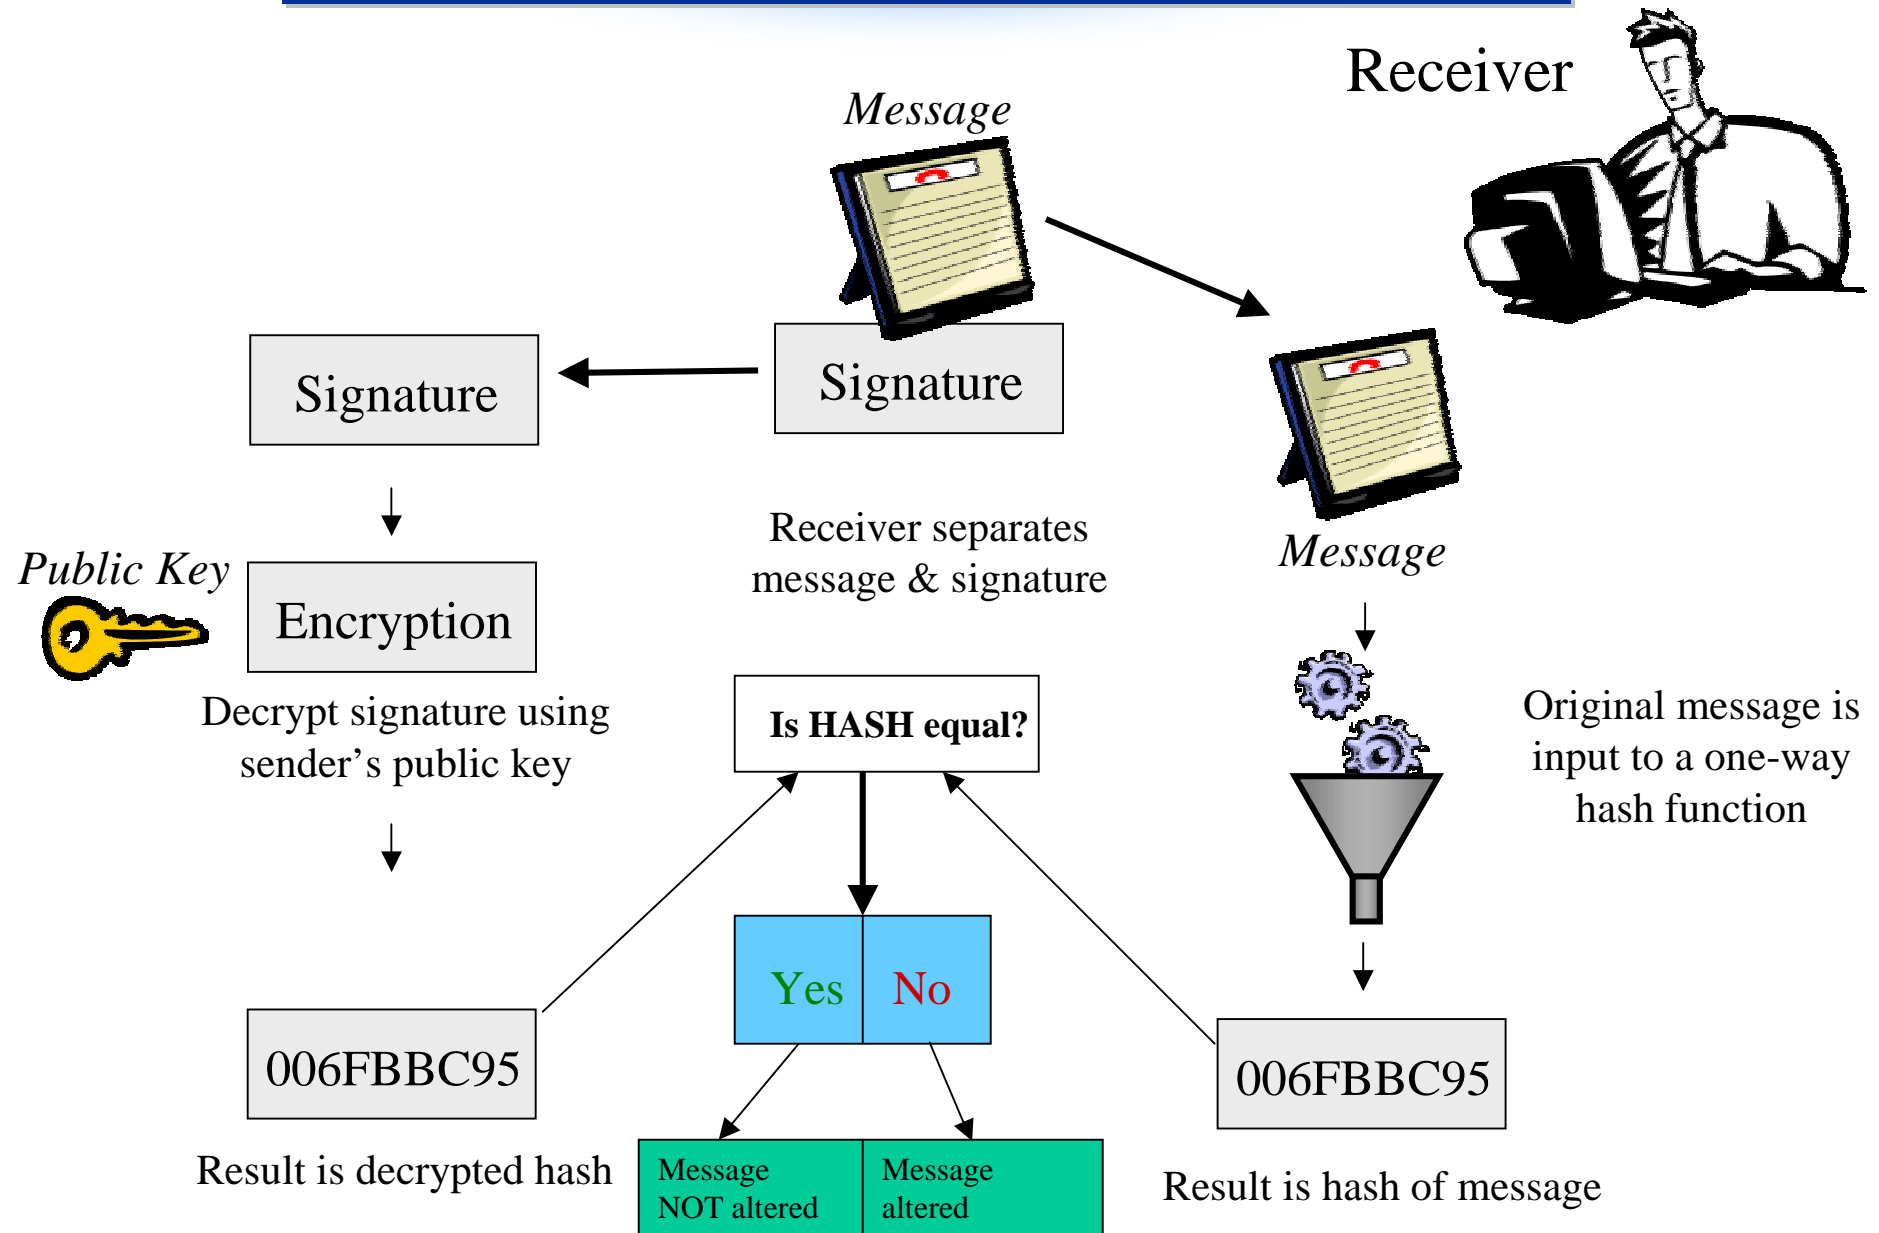 Receiver
Message
Signature
Signature
Receiver separates
message & signature
Message
Public Key
Encryption
Decrypt signature using
sender’s public key
Is HASH equal?
Original message is
input to a one-way
hash function
Yes
No
006FBBC95
006FBBC95
Result is decrypted hash
Message
NOT altered
Message
altered
Result is hash of message